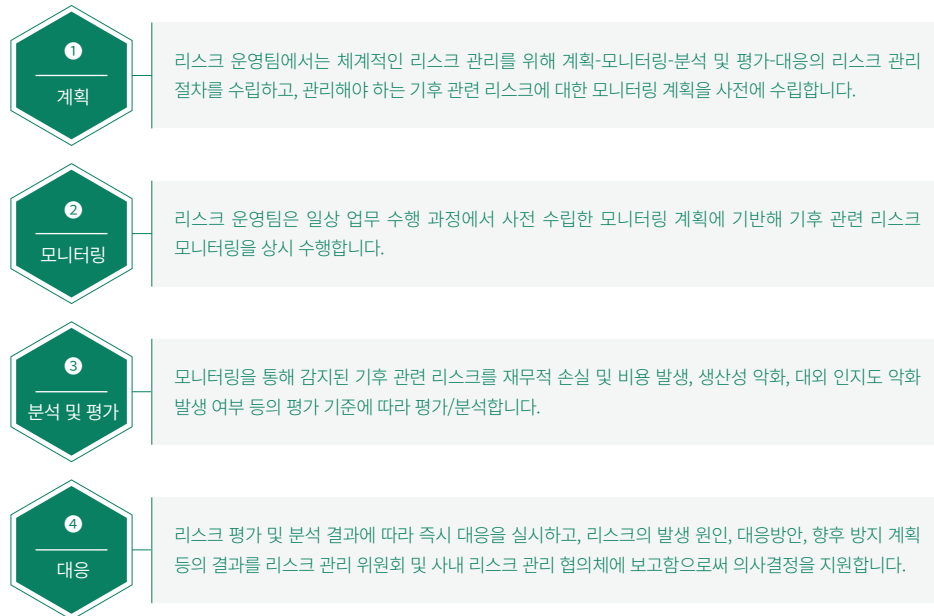 ❶
계획
리스크 운영팀에서는 체계적인 리스크 관리를 위해 계획-모니터링-분석 및 평가-대응의 리스크 관리
절차를 수립하고, 관리해야 하는 기후 관련 리스크에 대한 모니터링 계획을 사전에 수립합니다.
❷
모니터링
리스크 운영팀은 일상 업무 수행 과정에서 사전 수립한 모니터링 계획에 기반해 기후 관련 리스크
모니터링을 상시 수행합니다.
❸
분석 및 평가
모니터링을 통해 감지된 기후 관련 리스크를 재무적 손실 및 비용 발생, 생산성 악화, 대외 인지도 악화
발생 여부 등의 평가 기준에 따라 평가/분석합니다.
❹
대응
리스크 평가 및 분석 결과에 따라 즉시 대응을 실시하고, 리스크의 발생 원인, 대응방안, 향후 방지 계획
등의 결과를 리스크 관리 위원회 및 사내 리스크 관리 협의체에 보고함으로써 의사결정을 지원합니다.